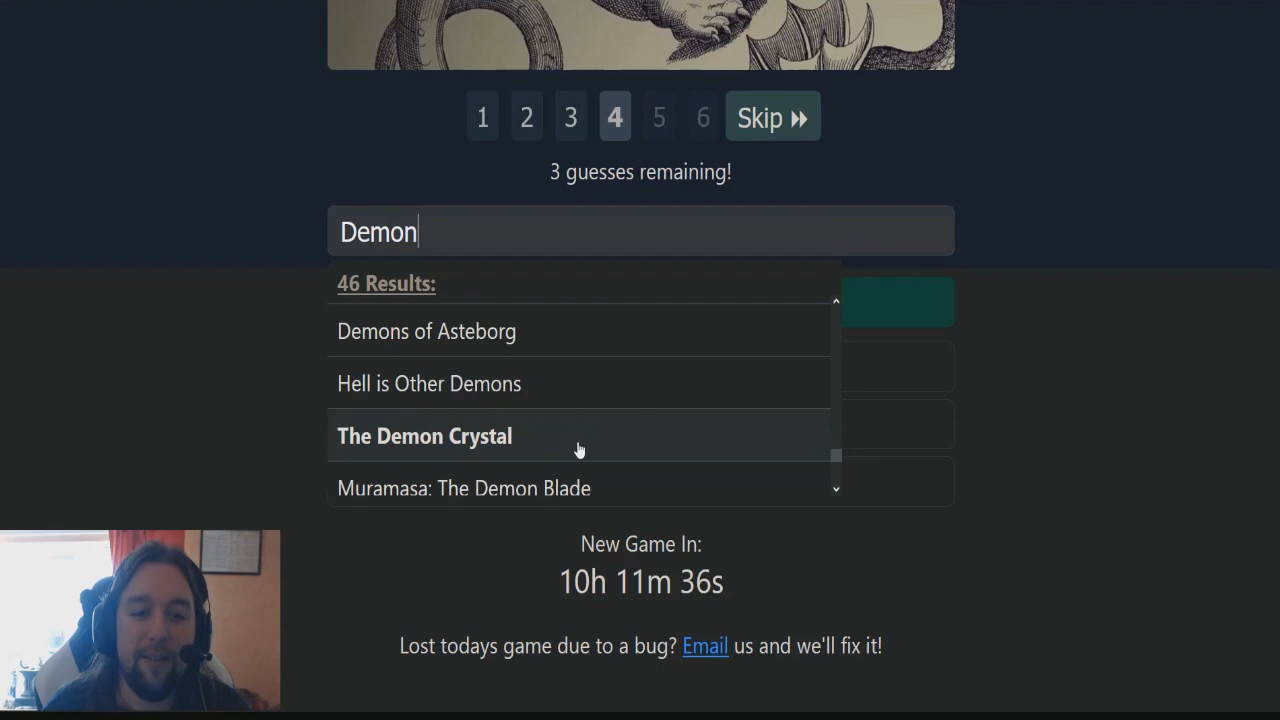 1 2 3 4 5 6 Skip
3 guesses remaining!
Demon
46 Results:
Demons of Asteborg
Hell is Other Demons
The Demon Crystal
Muramasa: The Demon Blade
New Game In:
10h 11m 36s
Lost todays game due to a bug? Email us and we'll fix it!